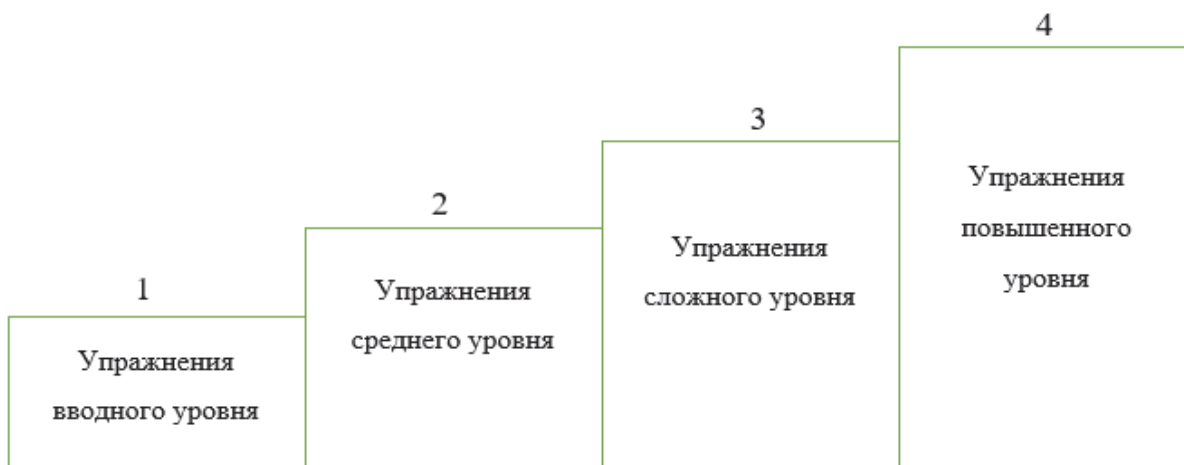 1
Упражнения
вводного уровня
2
Упражнения
среднего уровня
3
Упражнения
сложного уровня
4
Упражнения
повышенного
уровня